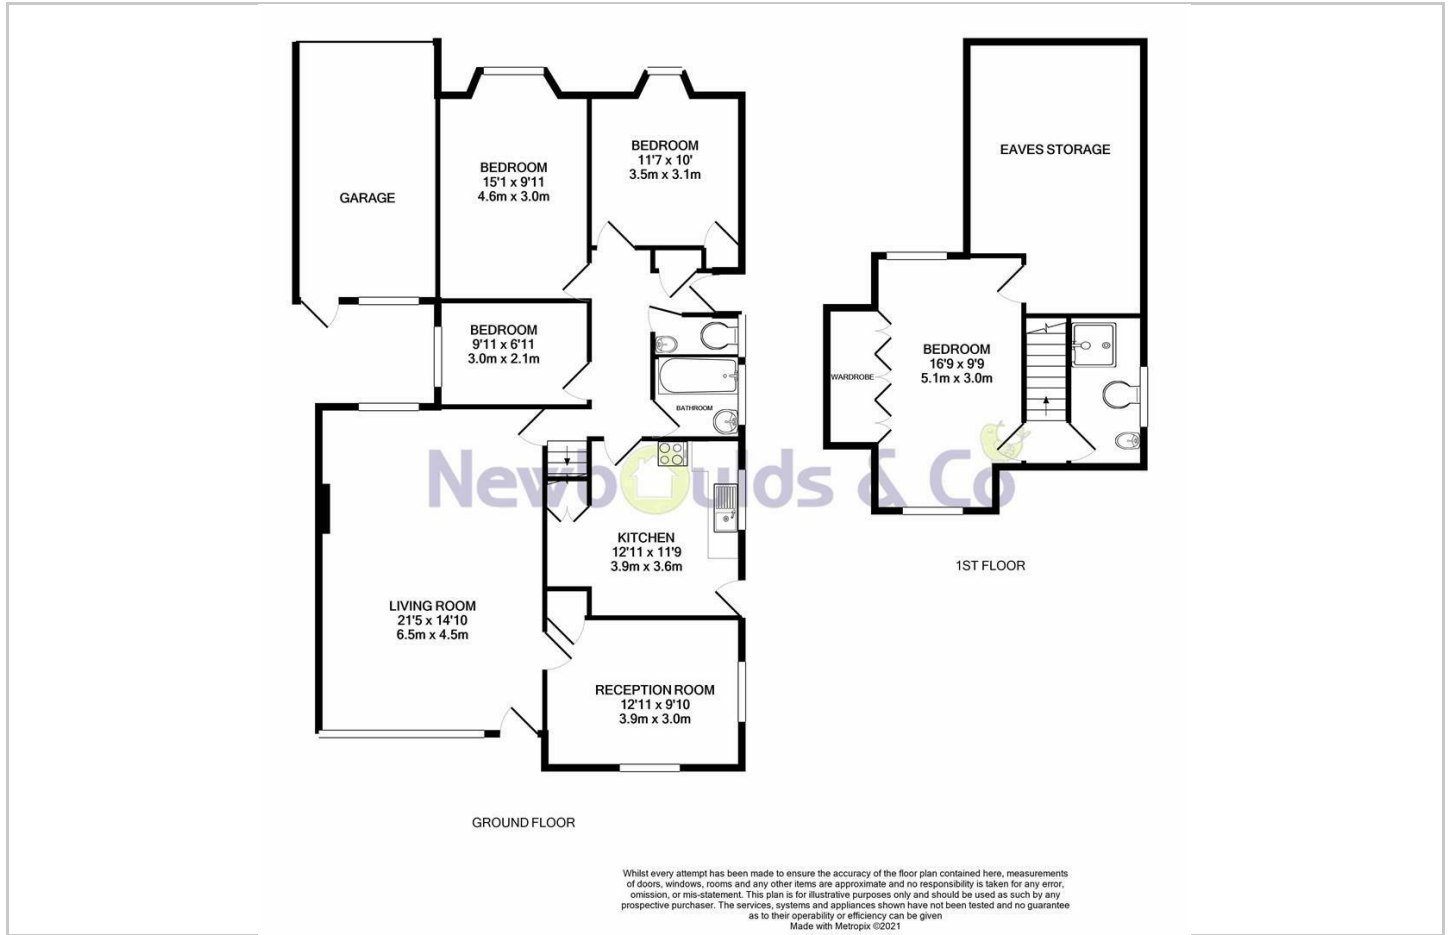 GARAGE
BEDROOM
15'1 x 9'11
4.6m x 3.0m
BEDROOM
11'7 x 10'
3.5m x 3.1m
BEDROOM
9'11 x 6'11
3.0m x 2.1m
BATHROOM
KITCHEN
12'11 x 11'9
3.9m x 3.6m
LIVING ROOM
21'5 x 14'10
6.5m x 4.5m
RECEPTION ROOM
12'11 x 9'10
3.9m x 3.0m
GROUND FLOOR
EAVES STORAGE
WARDROBE
BEDROOM
16'9 x 9'9
5.1m x 3.0m
1ST FLOOR
Newboulds & Co
Whilst every attempt has been made to ensure the accuracy of the floor plan contained here, measurements
of doors, windows, rooms and any other items are approximate and no responsibility is taken for any error,
omission, or mis-statement. This plan is for illustrative purposes only and should be used as such by any
prospective purchaser. The services, systems and appliances shown have not been tested and no guarantee
as to their operability or efficiency can be given
Made with Metropix ©2021